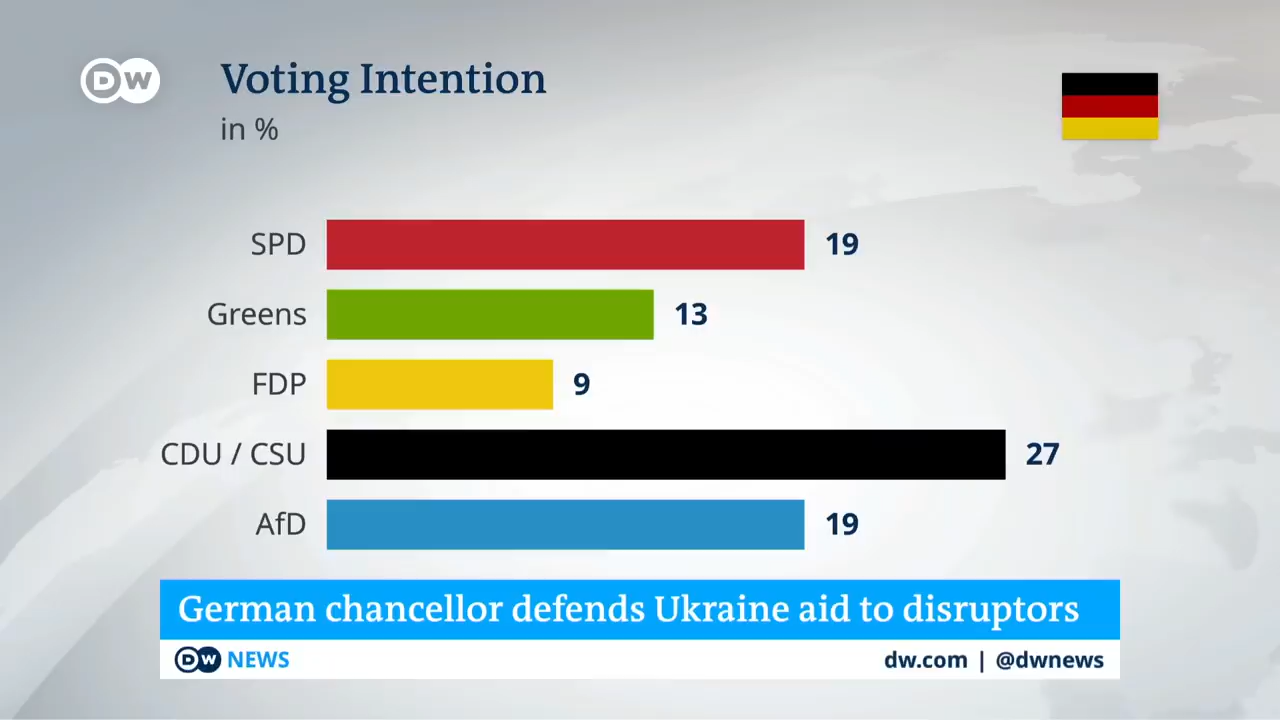 DW
Voting Intention
in %
SPD 19
Greens 13
FDP 9
CDU / CSU 27
AfD 19
German chancellor defends Ukraine aid to disruptors
DW NEWS dw.com | @dwnews